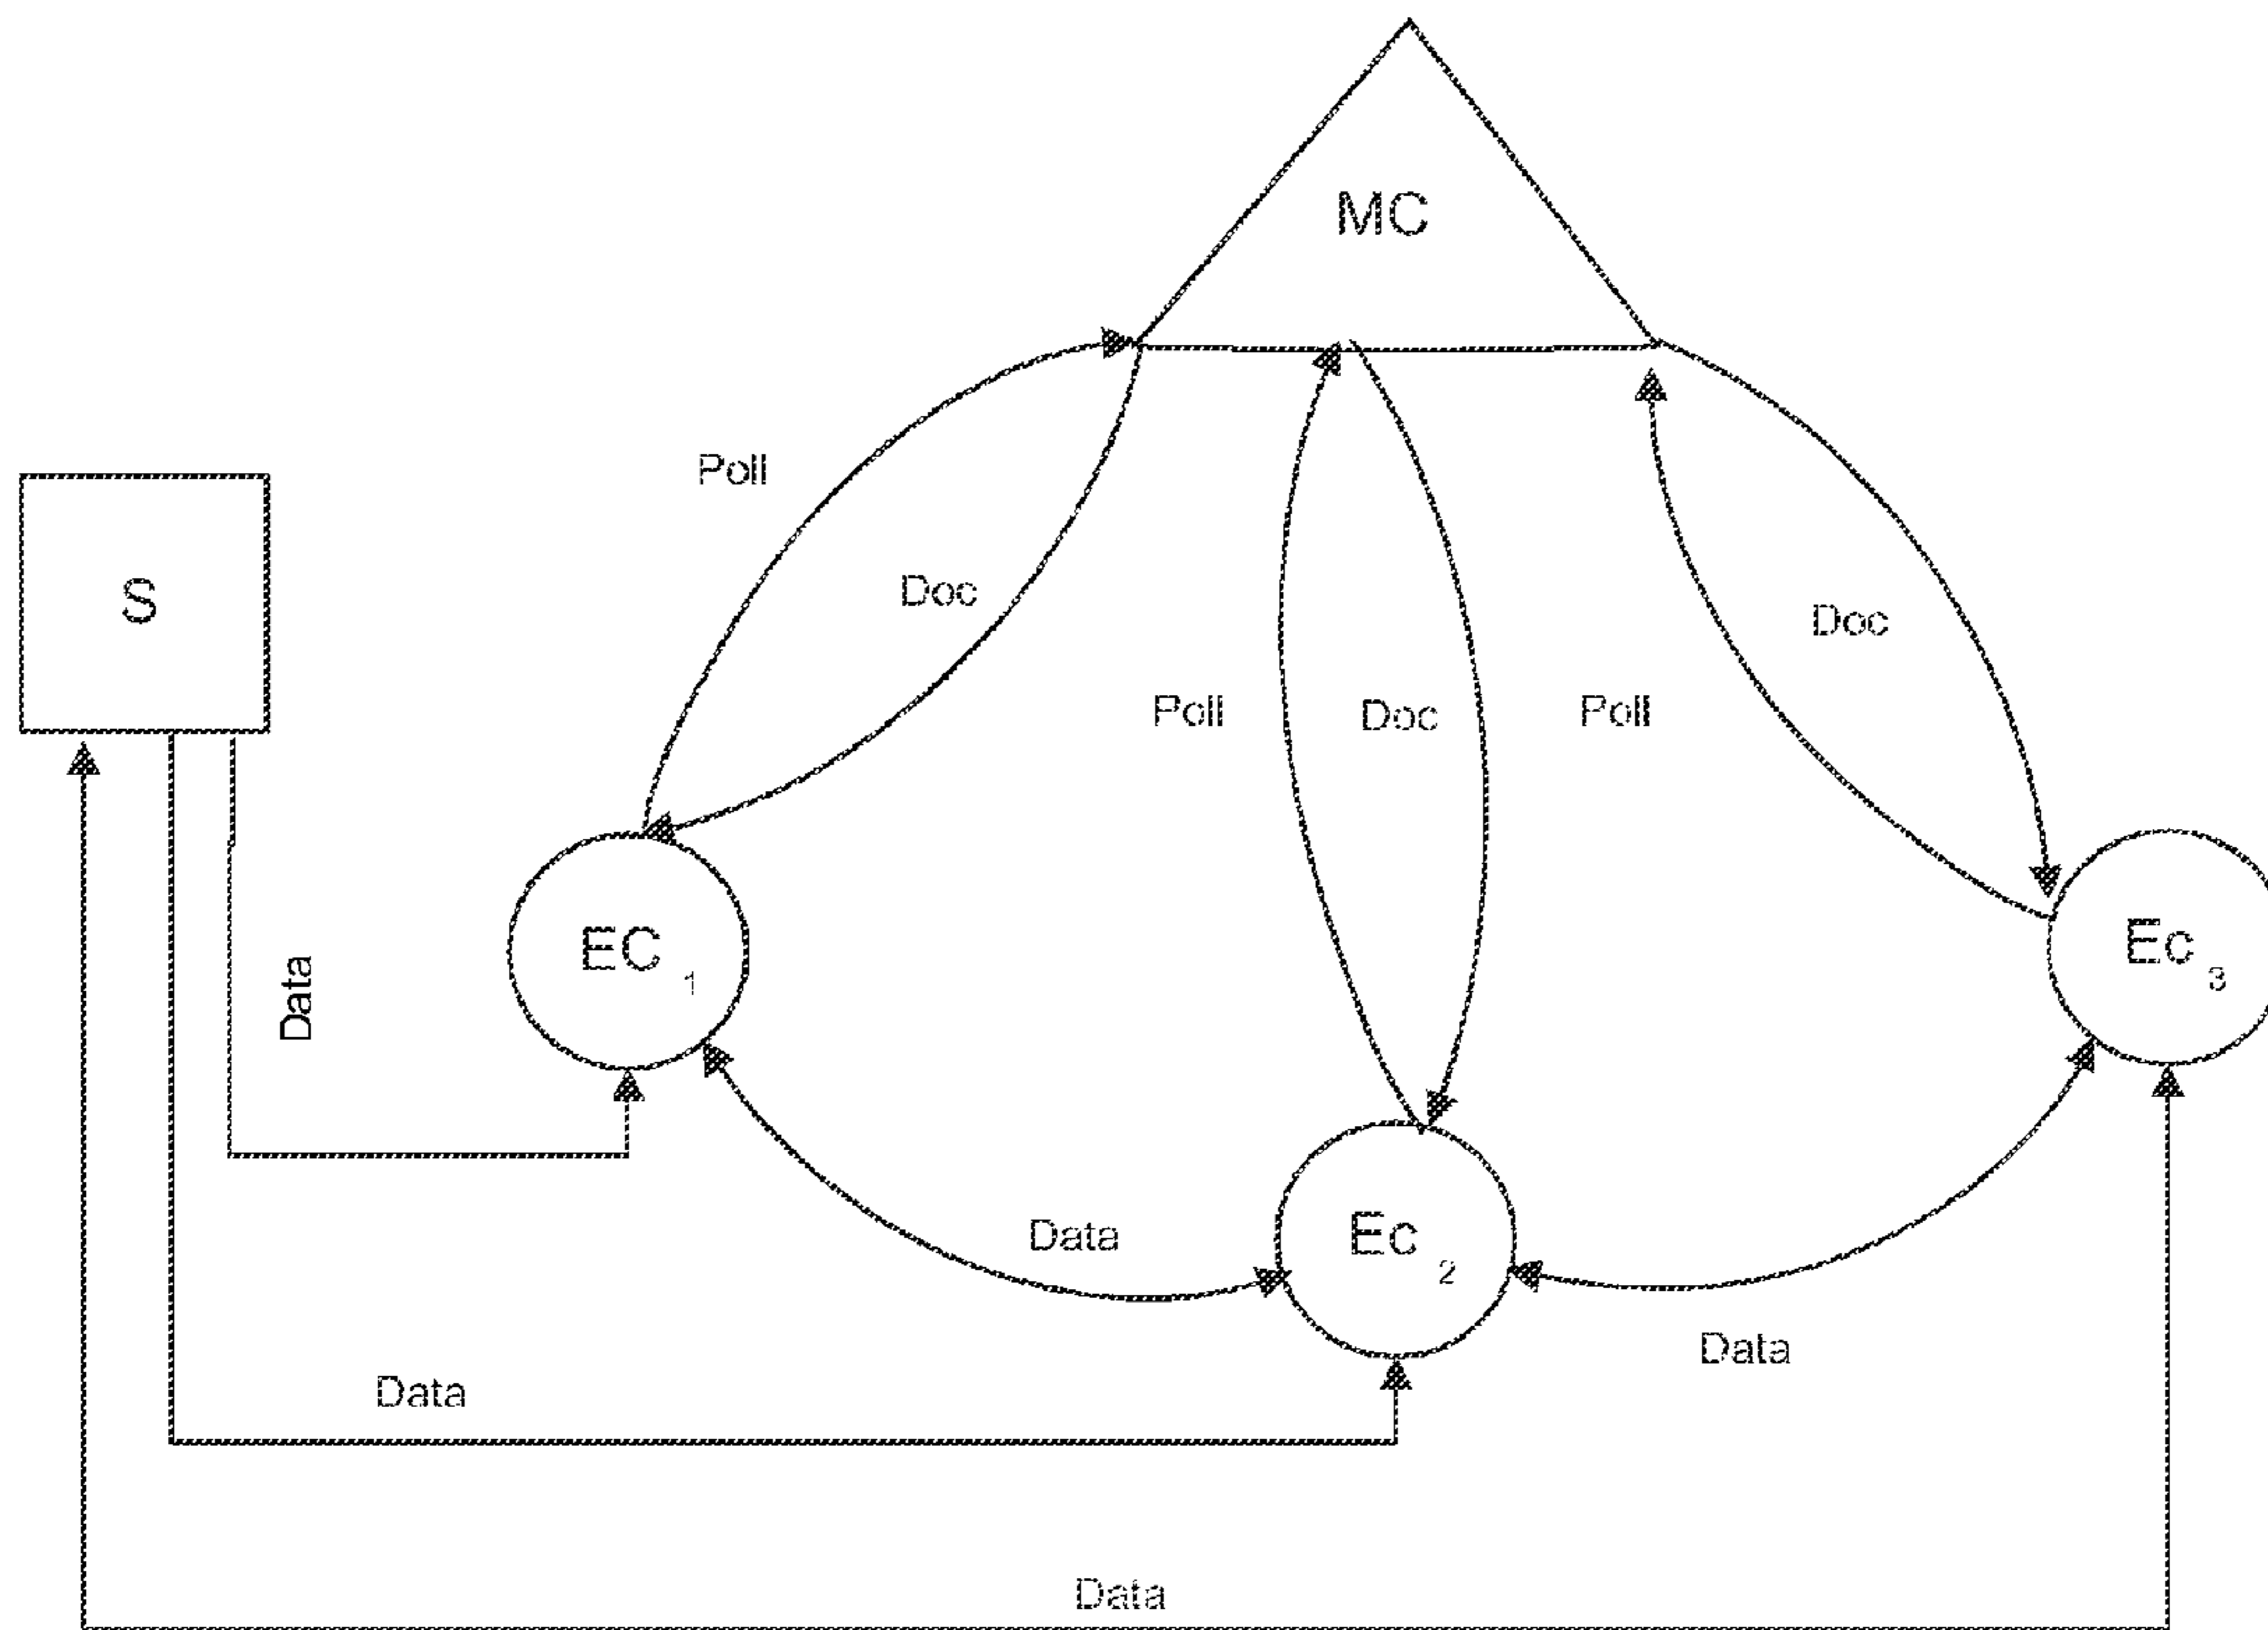 MC
Poll
S
Doc
Doc
Poll
Doc
Poll
EC 1
Ec 3
Data
Data
Ec 2
Data
Data
Data